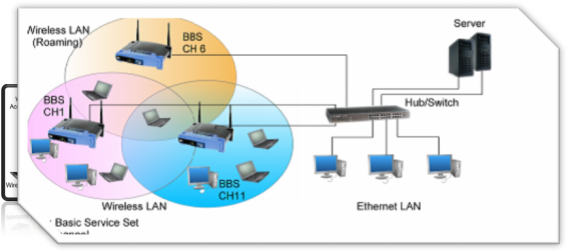 Wireless LAN
(Roaming)
BBS
CH 6
Server
BBS
CH1
Hub/Switch
BBS
CH11
Wireless LAN
Ethernet LAN
Basic Service Set